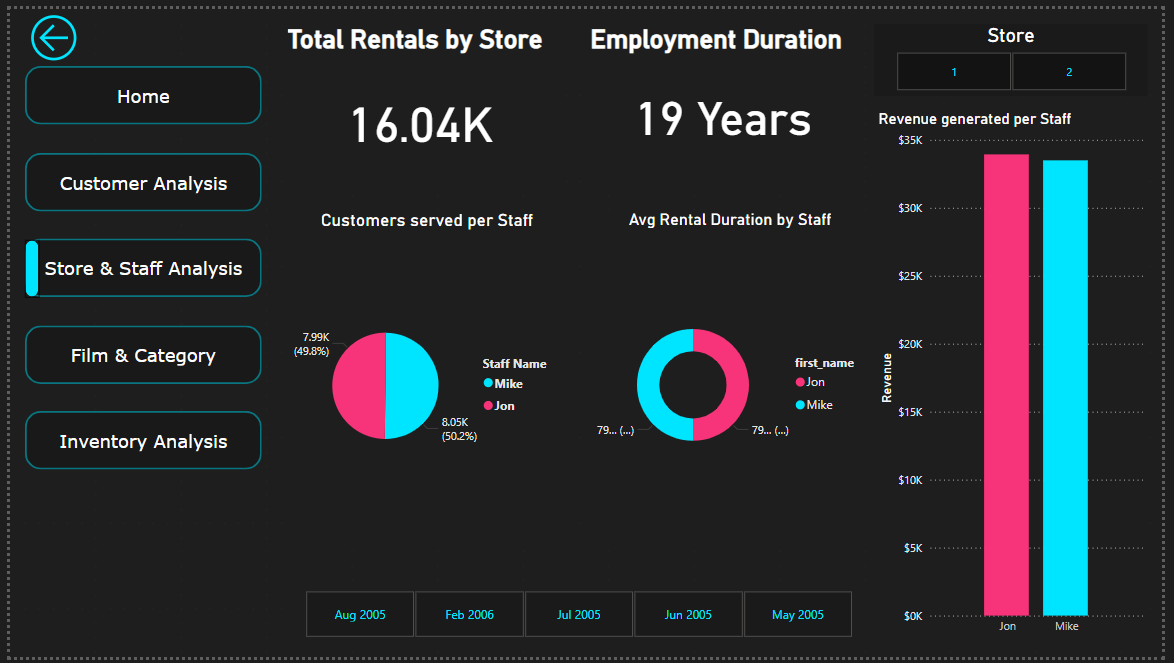 Home
Customer Analysis
Store & Staff Analysis
Film & Category
Inventory Analysis
Total Rentals by Store
16.04K
Employment Duration
19 Years
Store
1
2
Customers served per Staff
7.99K
(49.8%)
8.05K
(50.2%)
Staff Name
Mike
Jon
Avg Rental Duration by Staff
79... (...)
79... (...)
first_name
Jon
Mike
Revenue generated per Staff
Revenue
$35K
$30K
$25K
$20K
$15K
$10K
$5K
$0K
Jon
Mike
Aug 2005
Feb 2006
Jul 2005
Jun 2005
May 2005